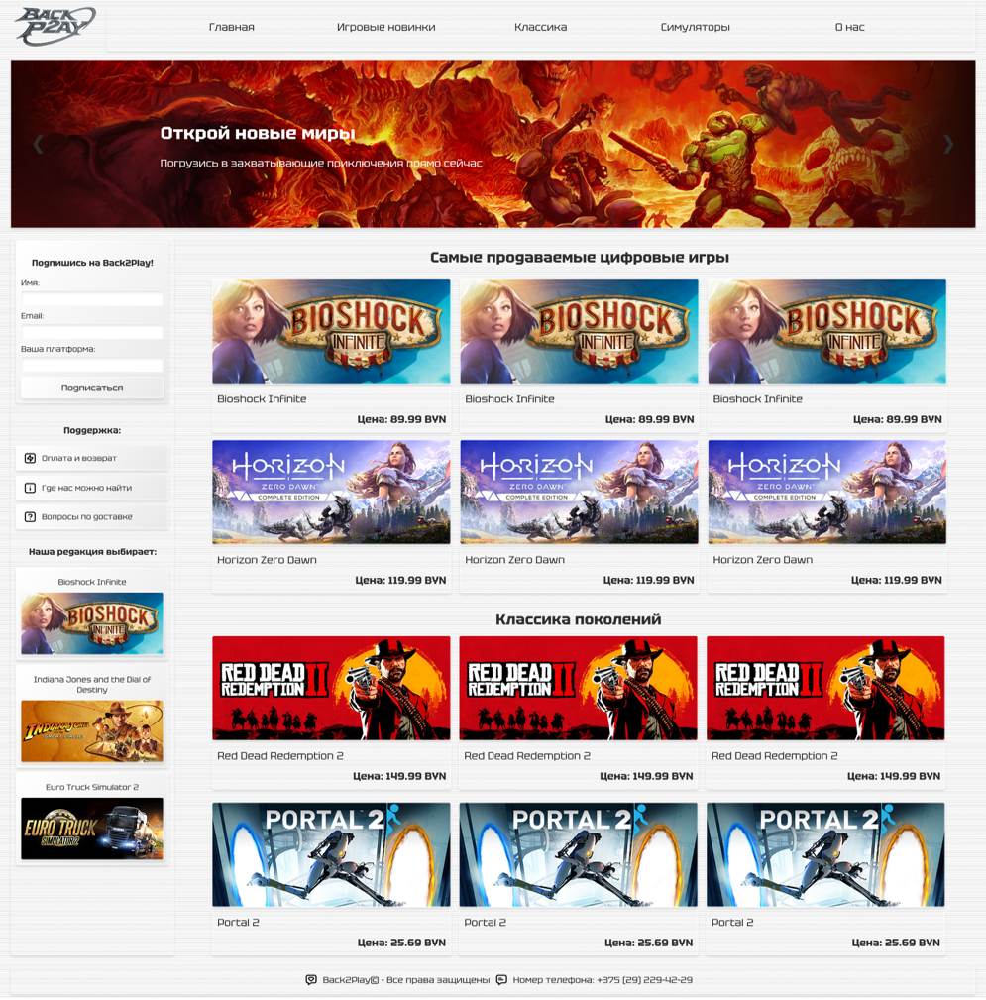 BACK 2 PLAY
Главная
Игровые новинки
Классика
Симуляторы
О нас
Открой новые миры
Погрузись в захватывающие приключения прямо сейчас
Подпишись на Back2Play!
Имя:
Email:
Ваша платформа:
Подписаться
Поддержка:
Оплата и возврат
Где нас можно найти
Вопросы по доставке
Наша редакция выбирает:
Bioshock Infinite
BIOSHOCK
INFINITE
Indiana Jones and the Dial of
Destiny
INDIANA JONES
Euro Truck Simulator 2
EURO TRUCK
SIMULATOR 2
Самые продаваемые цифровые игры
BIOSHOCK
INFINITE
Bioshock Infinite
Цена: 89.99 BYN
BIOSHOCK
INFINITE
Bioshock Infinite
Цена: 89.99 BYN
BIOSHOCK
INFINITE
Bioshock Infinite
Цена: 89.99 BYN
HORIZON
ZERO DAWN
COMPLETE EDITION
Horizon Zero Dawn
Цена: 119.99 BYN
HORIZON
ZERO DAWN
COMPLETE EDITION
Horizon Zero Dawn
Цена: 119.99 BYN
HORIZON
ZERO DAWN
COMPLETE EDITION
Horizon Zero Dawn
Цена: 119.99 BYN
Классика поколений
RED DEAD
REDEMPTION II
Red Dead Redemption 2
Цена: 149.99 BYN
RED DEAD
REDEMPTION II
Red Dead Redemption 2
Цена: 149.99 BYN
RED DEAD
REDEMPTION II
Red Dead Redemption 2
Цена: 149.99 BYN
PORTAL 2
Portal 2
Цена: 25.69 BYN
PORTAL 2
Portal 2
Цена: 25.69 BYN
PORTAL 2
Portal 2
Цена: 25.69 BYN
Back2Play© - Все права защищены
Номер телефона: +375 (29) 229-42-29